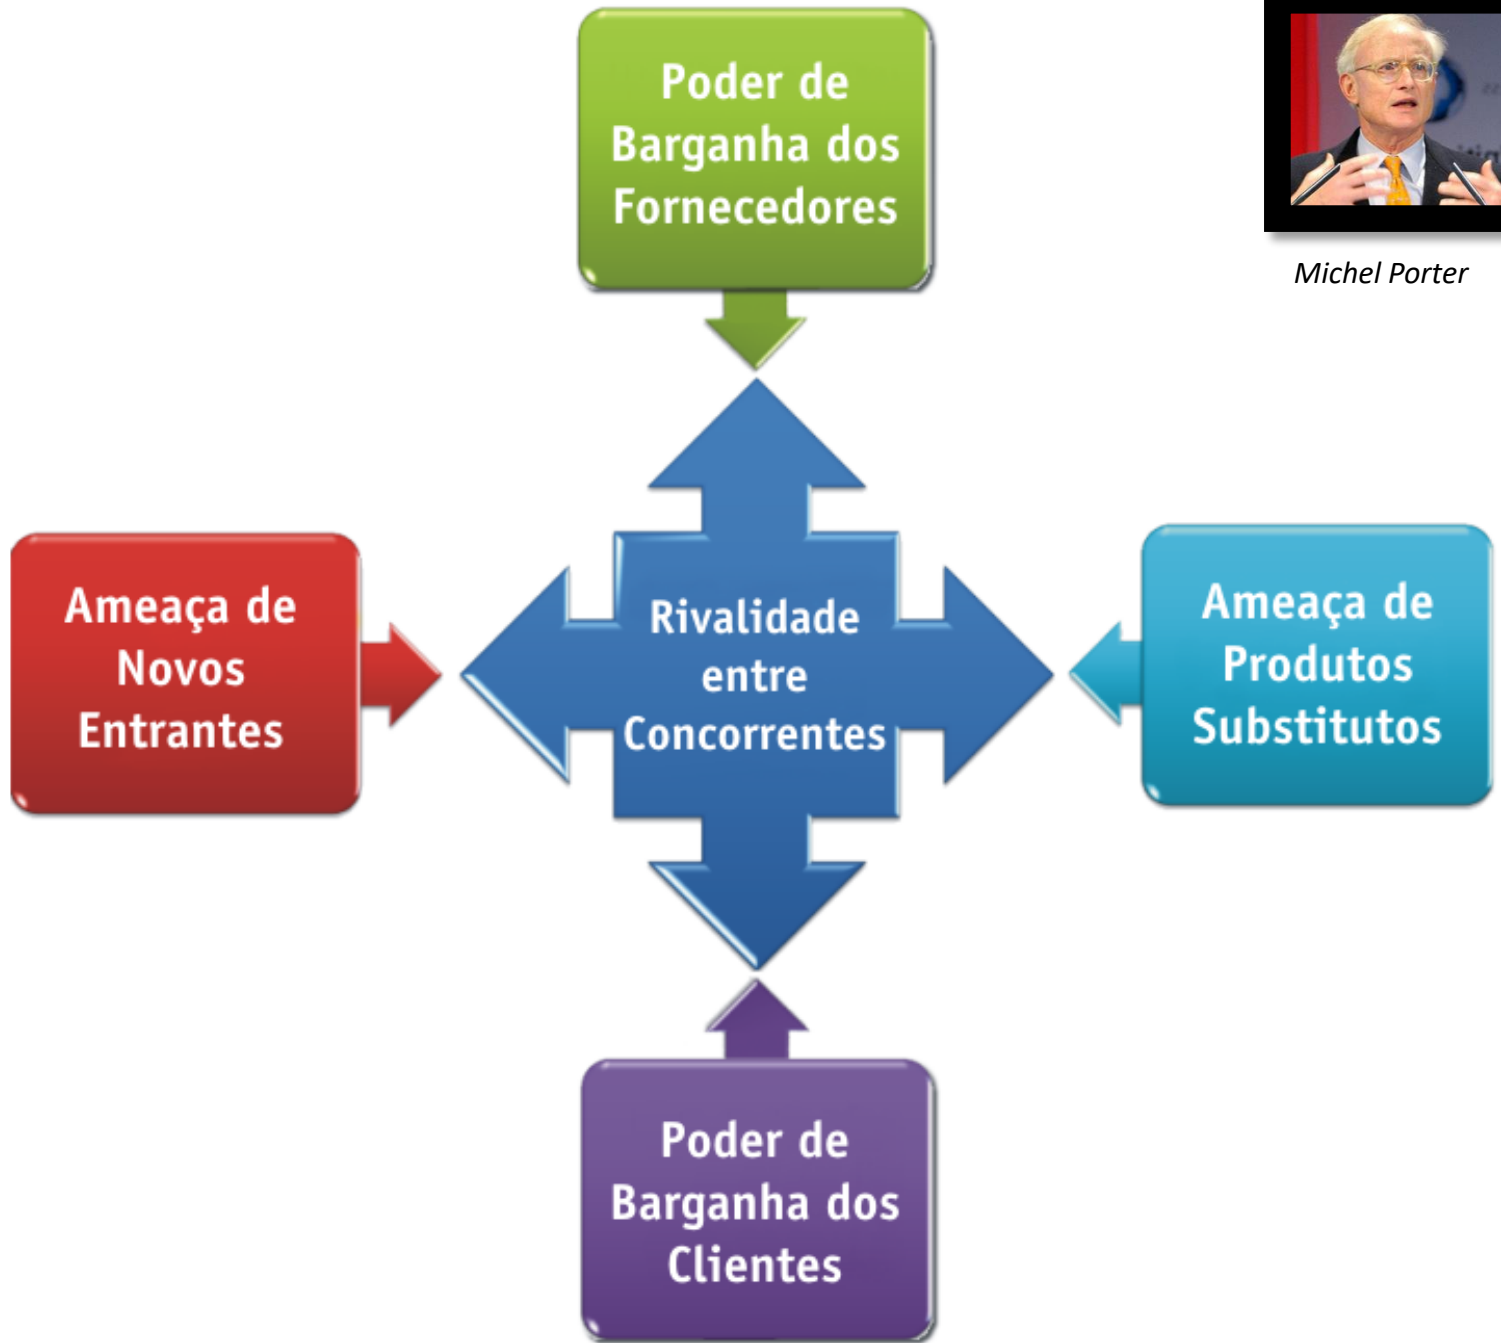 Poder de
Barganha dos
Fornecedores
Michel Porter
Ameaça de
Novos
Entrantes
Rivalidade
entre
Concorrentes
Ameaça de
Produtos
Substitutos
Poder de
Barganha dos
Clientes